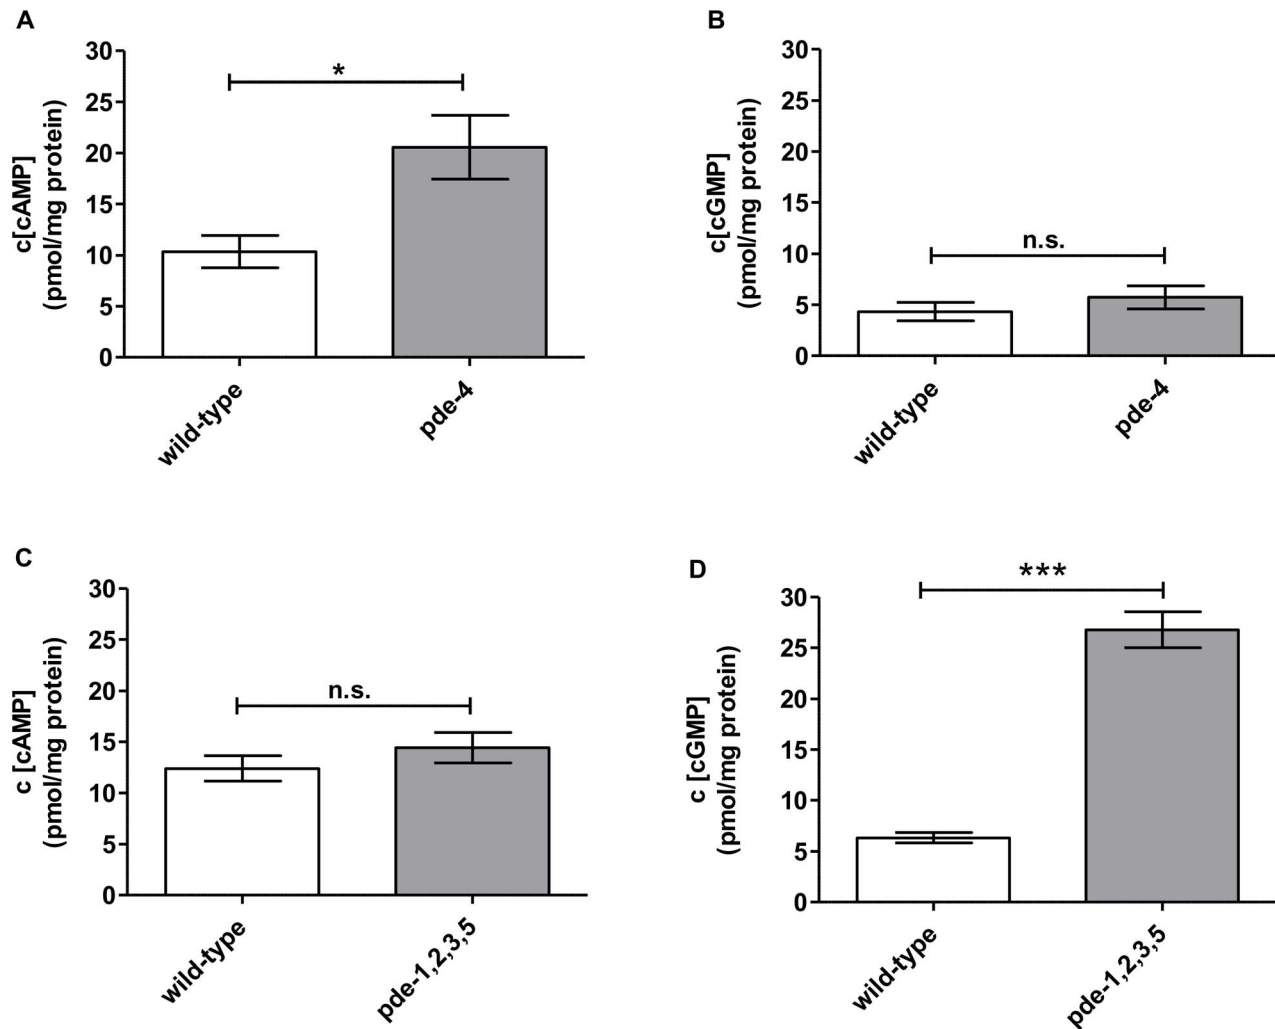 A
c[cAMP]
(pmol/mg protein)
30
25
20
15
10
5
0
*
wild-type
pde-4
B
c[cGMP]
(pmol/mg protein)
30
25
20
15
10
5
0
n.s.
wild-type
pde-4
C
c [cAMP]
(pmol/mg protein)
30
25
20
15
10
5
0
n.s.
wild-type
pde-1,2,3,5
D
c [cGMP]
(pmol/mg protein)
30
25
20
15
10
5
0
***
wild-type
pde-1,2,3,5